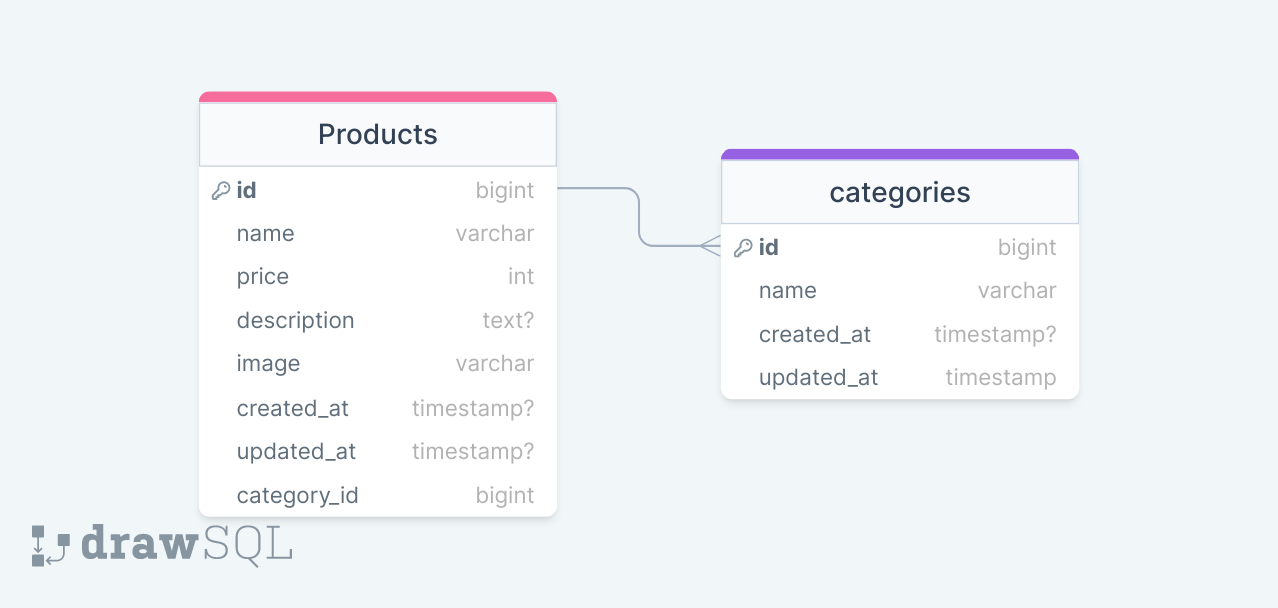 Products
id bigint
name varchar
price int
description text?
image varchar
created_at timestamp?
updated_at timestamp?
category_id bigint
categories
id bigint
name varchar
created_at timestamp?
updated_at timestamp
drawSQL